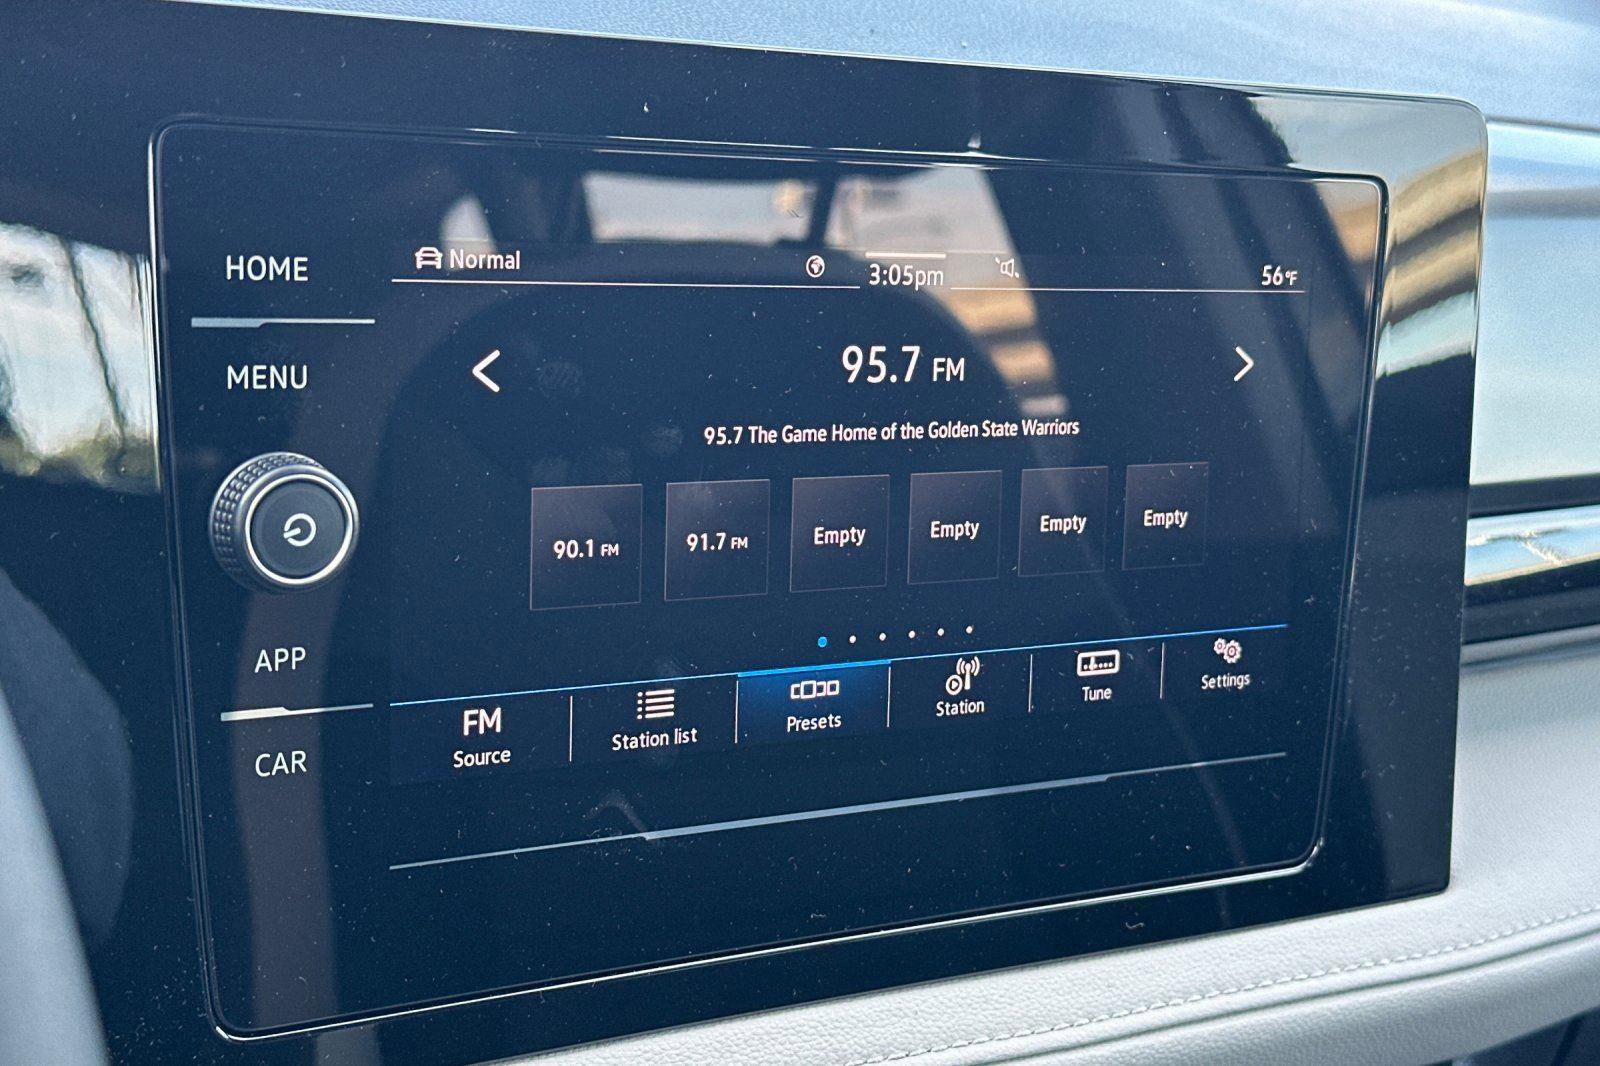 HOME
MENU
APP
CAR
Normal
3:05pm
56°F
95.7 FM
95.7 The Game Home of the Golden State Warriors
90.1 FM
91.7 FM
Empty
Empty
Empty
Empty
FM
Source
Station list
Presets
Station
Tune
Settings